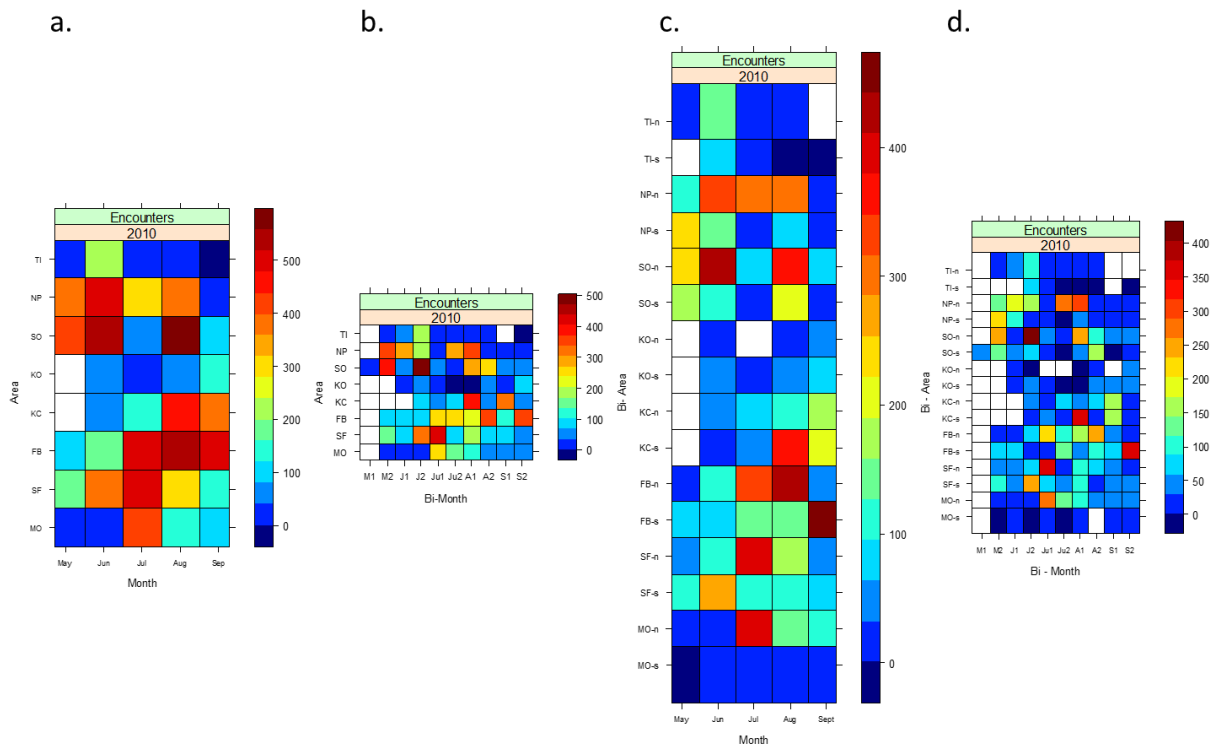 a.
Encounters
2010
TI
NP
SO
KO
KC
FB
SF
MO
Area
May Jun Jul Aug Sep
Month
500
400
300
200
100
0
b.
Encounters
2010
TI
NP
SO
KO
KC
FB
SF
MO
Area
M1 M2 J1 J2 Ju1 Ju2 A1 A2 S1 S2
Bi-Month
500
400
300
200
100
0
c.
Encounters
2010
TI-n
TI-s
NP-n
NP-s
SO-n
SO-s
KO-n
KO-s
KC-n
KC-s
FB-n
FB-s
SF-n
SF-s
MO-n
MO-s
Bi- Area
May Jun Jul Aug Sept
Month
400
300
200
100
0
d.
Encounters
2010
TI-n
TI-s
NP-n
NP-s
SO-n
SO-s
KO-n
KO-s
KC-n
KC-s
FB-n
FB-s
SF-n
SF-s
MO-n
MO-s
Bi - Area
M1 M2 J1 J2 Ju1 Ju2 A1 A2 S1 S2
Bi - Month
400
350
300
250
200
150
100
50
0